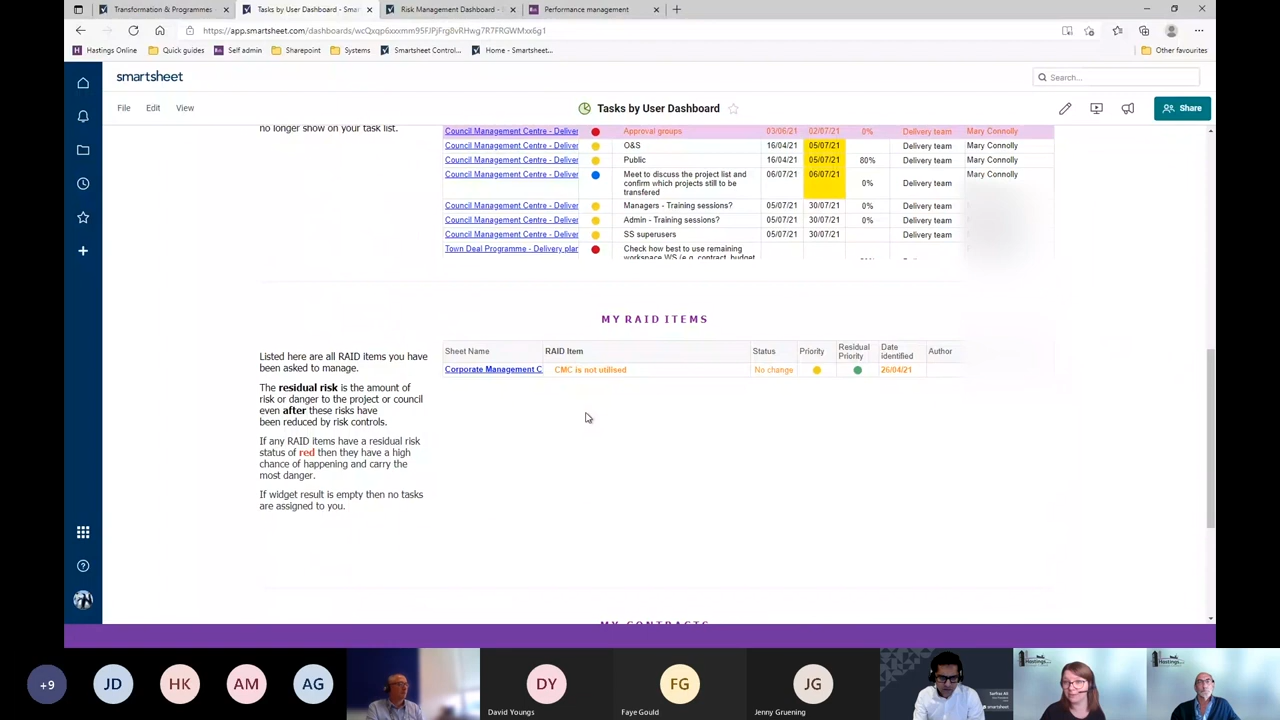 Transformation & Programmes -
Tasks by User Dashboard - Smar
Risk Management Dashboard - S
Performance management
https://app.smartsheet.com/dashboards/
Hastings Online
Quick guides
Self admin
Sharepoint
Systems
Smartsheet Control...
Home - Smartsheet...
Other favourites
smartsheet
Search...
File Edit View
Tasks by User Dashboard
Share
no longer show on your task list.
Council Management Centre - Deliver Approval groups 03/06/21 02/07/21 0% Delivery team Mary Connolly
Council Management Centre - Deliver O&S 16/04/21 05/07/21 Delivery team Mary Connolly
Council Management Centre - Deliver Public 16/04/21 05/07/21 80% Delivery team Mary Connolly
Council Management Centre - Deliver Meet to discuss the project list and 06/07/21 06/07/21 Mary Connolly
confirm which projects still to be 0% Delivery team
transfered
Council Management Centre - Deliver Managers - Training sessions? 05/07/21 30/07/21 0% Delivery team
Council Management Centre - Deliver Admin - Training sessions? 05/07/21 30/07/21 0% Delivery team
Council Management Centre - Deliver SS superusers 05/07/21 30/07/21 Delivery team
Town Deal Programme - Delivery plan Check how best to use remaining
workspace WS (e.g. contract, budget
MY RAID ITEMS
Listed here are all RAID items you have
been asked to manage.
The residual risk is the amount of
risk or danger to the project or council
even after these risks have
been reduced by risk controls.
If any RAID items have a residual risk
status of red then they have a high
chance of happening and carry the
most danger.
If widget result is empty then no tasks
are assigned to you.
Sheet Name RAID Item Status Priority Residual Priority Date identified Author
Corporate Management C CMC is not utilised No change 26/04/21
MY CONTRACTS
+9
JD
HK
AM
AG
DY
David Youngs
FG
Faye Gould
JG
Jenny Gruening
Sarfraz Ali
smartsheet
Hastings
Hastings